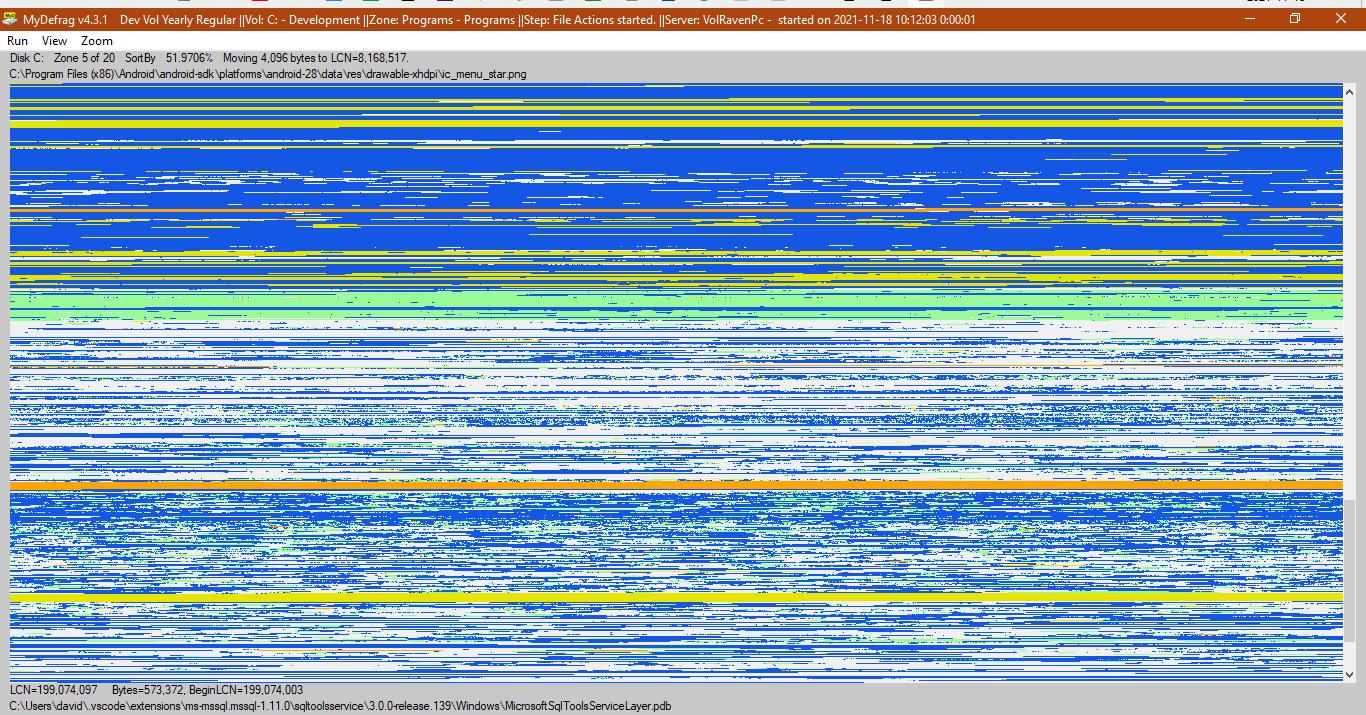 MyDefrag v4.3.1 Dev Vol Yearly Regular ||Vol: C: - Development ||Zone: Programs - Programs ||Step: File Actions started. ||Server: VolRavenPc - started on 2021-11-18 10:12:03 0:00:01
Run View Zoom
Disk C: Zone 5 of 20 SortBy 51.9706% Moving 4,096 bytes to LCN=8,168,517.
C:\Program Files (x86)\Android\android-sdk\platforms\android-28\data\res\drawable-xhdpi\ic_menu_star.png
LCN=199,074,097 Bytes=573,372, BeginLCN=199,074,003
C:\Users\david\.vscode\extensions\ms-mssql.mssql-1.11.0\sqltoolsservice\3.0.0-release.139\Windows\MicrosoftSqlToolsServiceLayer.pdb